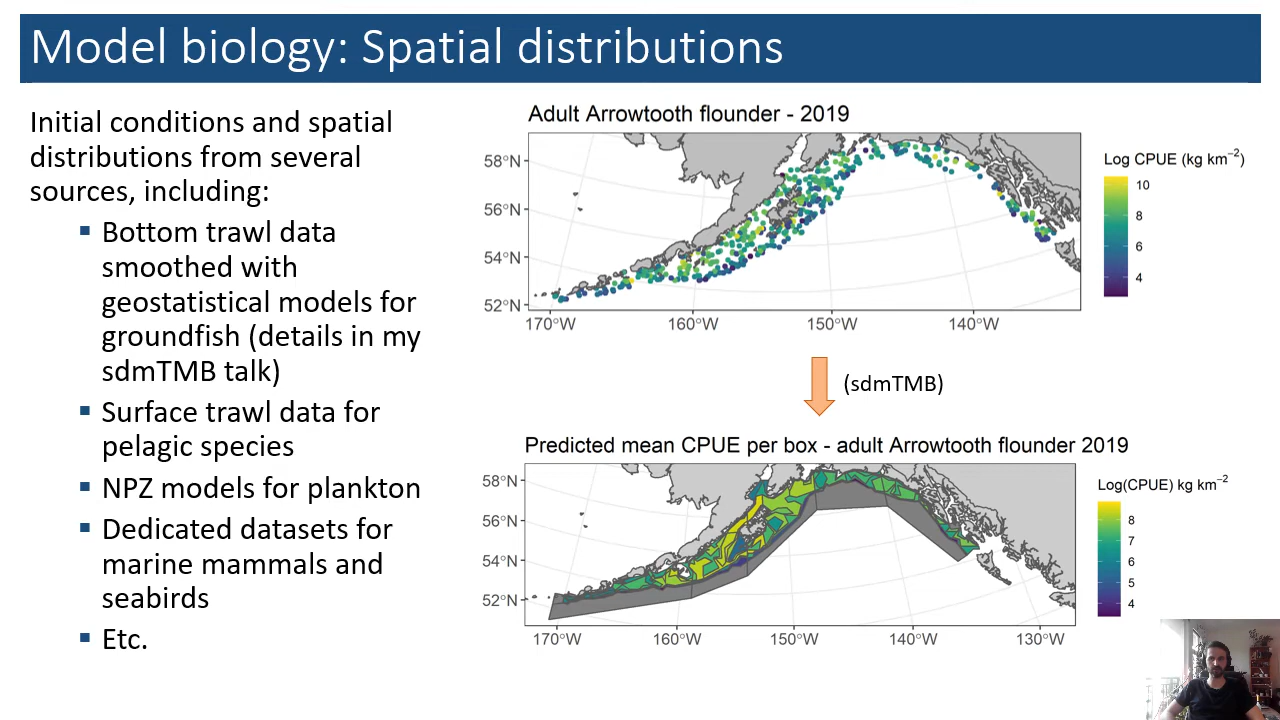 Model biology: Spatial distributions
Initial conditions and spatial
distributions from several
sources, including:
Bottom trawl data
smoothed with
geostatistical models for
groundfish (details in my
sdmTMB talk)
Surface trawl data for
pelagic species
NPZ models for plankton
Dedicated datasets for
marine mammals and
seabirds
Etc.
Adult Arrowtooth flounder - 2019
58°N
56°N
54°N
52°N
170°W 160°W 150°W 140°W
Log CPUE (kg km⁻²)
10
8
6
4
(sdmTMB)
Predicted mean CPUE per box - adult Arrowtooth flounder 2019
58°N
56°N
54°N
52°N
170°W 160°W 150°W 140°W 130°W
Log(CPUE) kg km⁻²
8
7
6
5
4